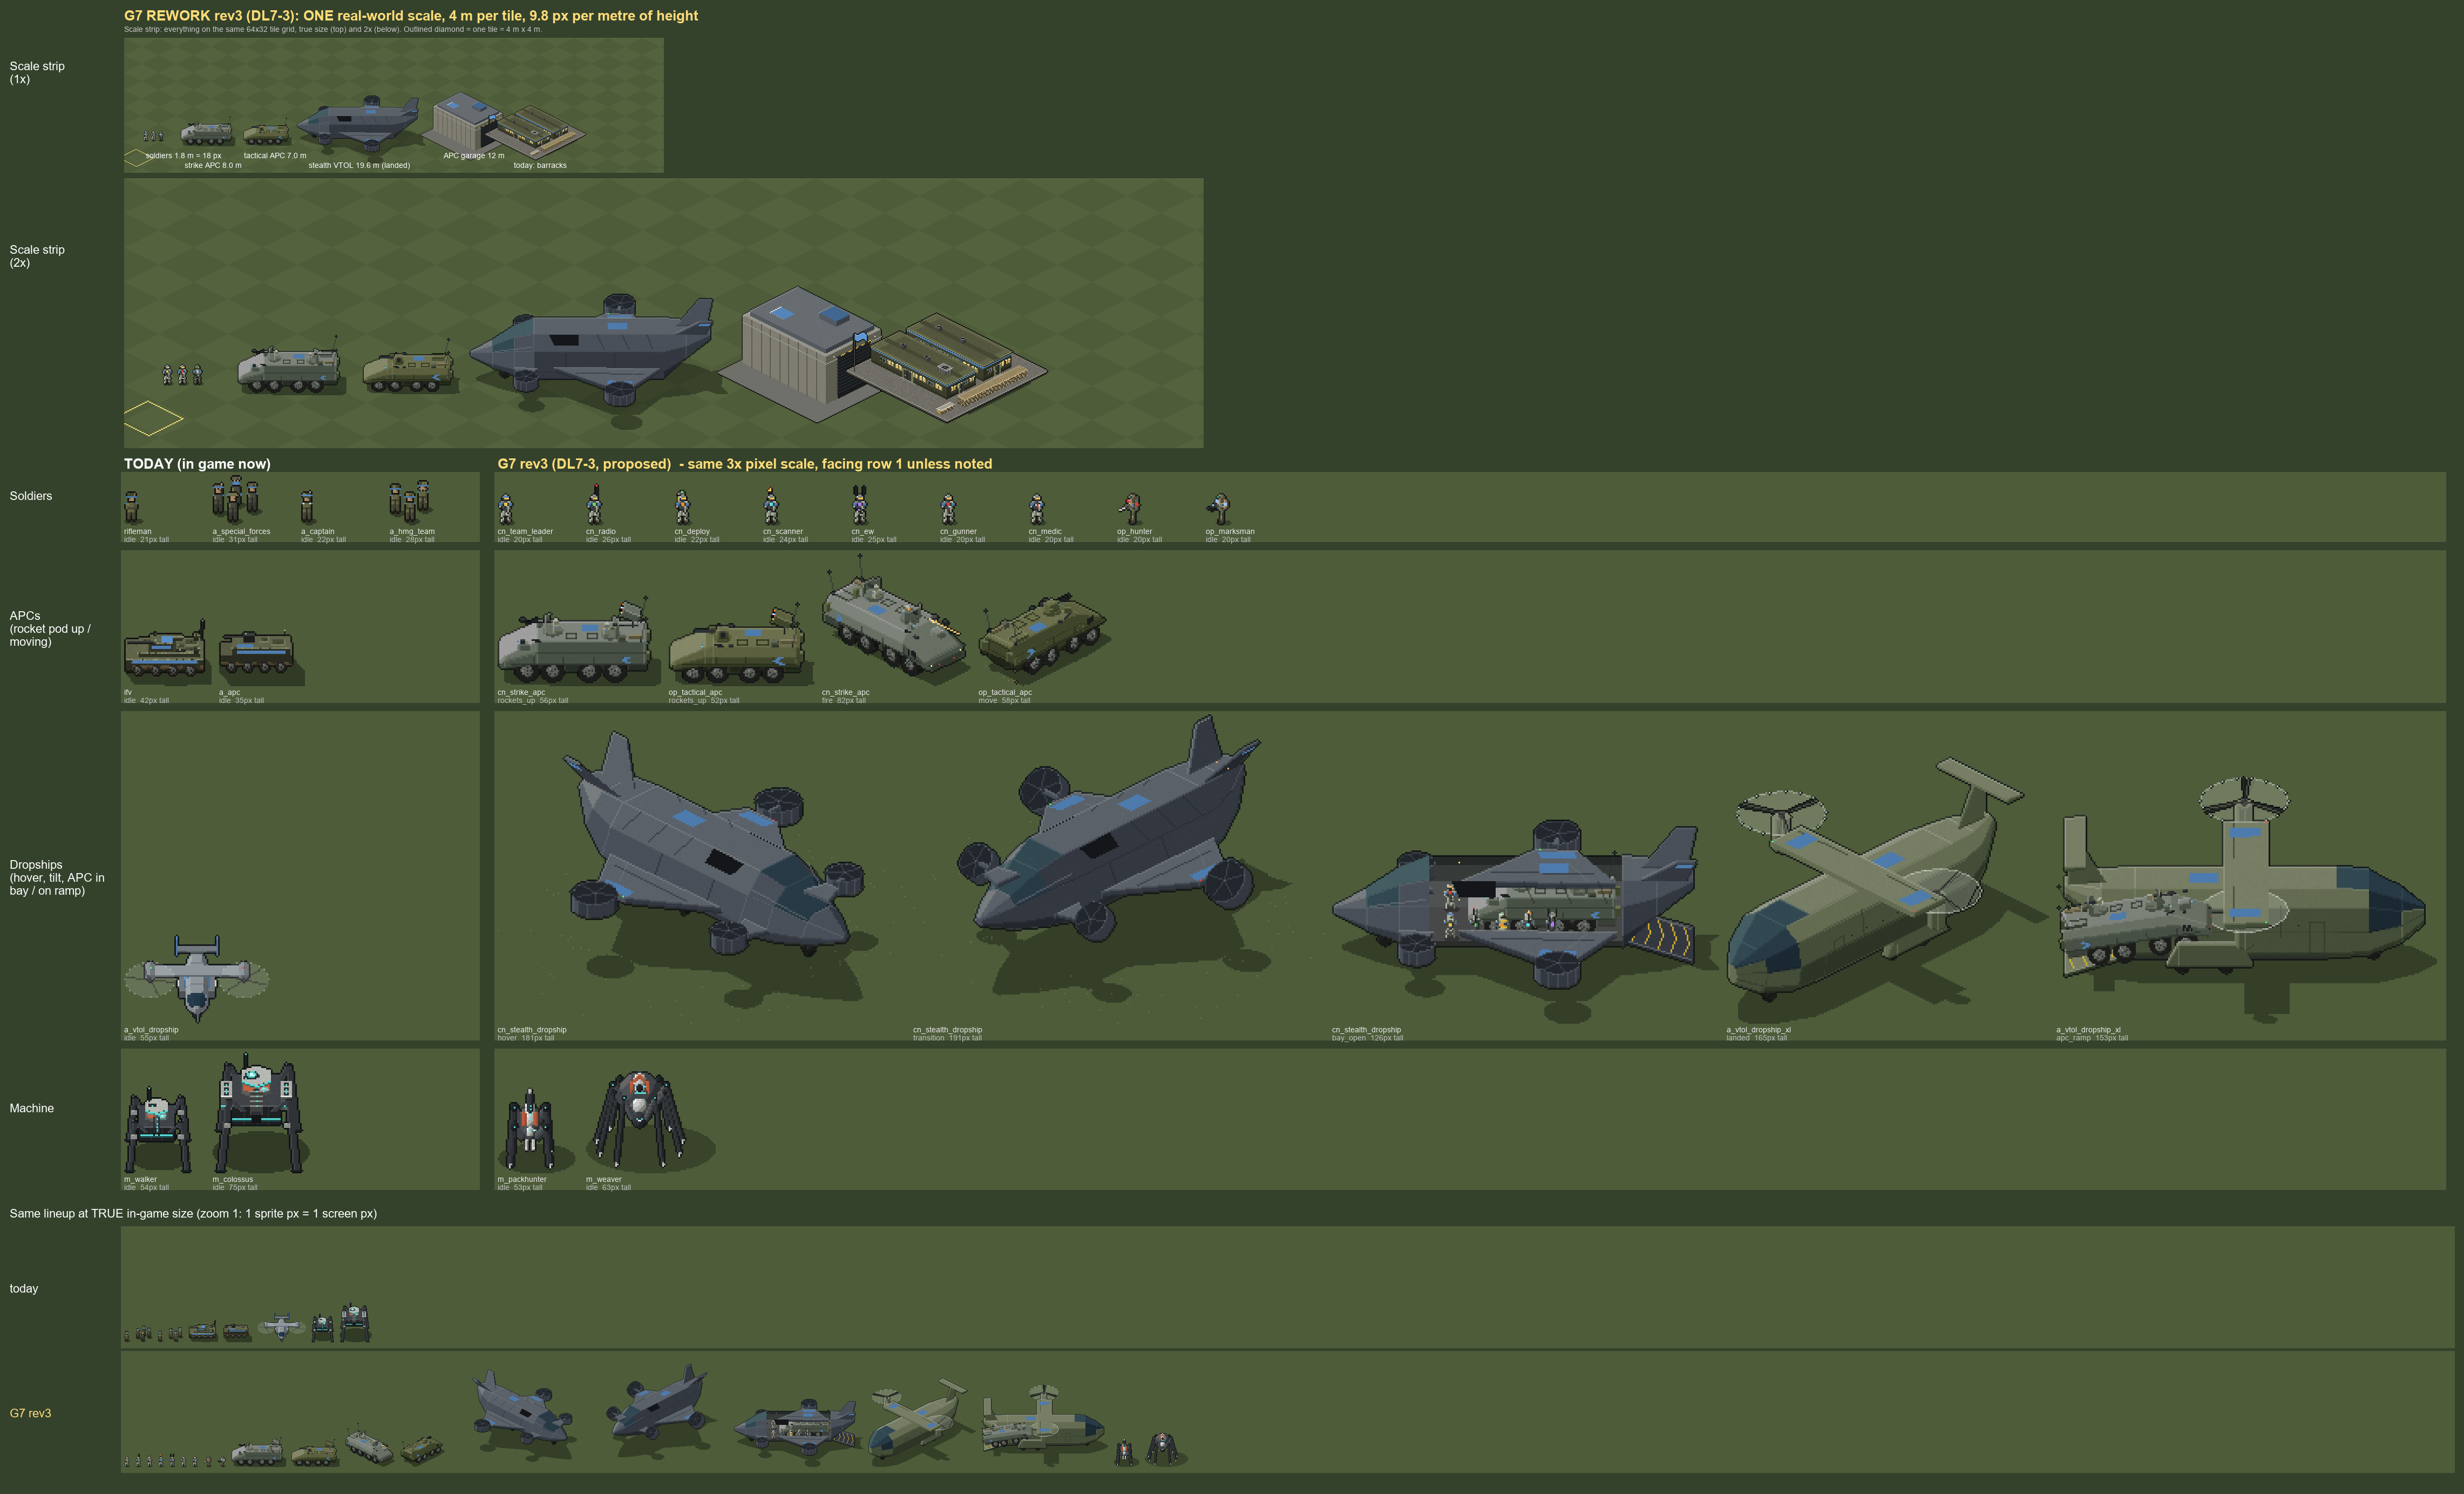 G7 REWORK rev3 (DL7-3): ONE real-world scale, 4 m per tile, 9.8 px per metre of height
Scale strip: everything on the same 64x32 tile grid, true size (top) and 2x (below). Outlined diamond = one tile = 4 m x 4 m.
Scale strip
(1x)
soldiers 1.8 m = 18 px
tactical APC 7.0 m
APC garage 12 m
strike APC 8.0 m
stealth VTOL 19.6 m (landed)
today: barracks
Scale strip
(2x)
TODAY (in game now)
G7 rev3 (DL7-3, proposed) - same 3x pixel scale, facing row 1 unless noted
Soldiers
rifleman
idle 21px tall
a_special_forces
idle 31px tall
a_captain
idle 22px tall
a_hmg_team
idle 28px tall
cn_team_leader
idle 20px tall
cn_radio
idle 26px tall
cn_deploy
idle 22px tall
cn_scanner
idle 24px tall
cn_ew
idle 25px tall
cn_gunner
idle 20px tall
cn_medic
idle 20px tall
op_hunter
idle 20px tall
op_marksman
idle 20px tall
APCs
(rocket pod up /
moving)
ifv
idle 42px tall
a_apc
idle 35px tall
cn_strike_apc
rockets_up 56px tall
op_tactical_apc
rockets_up 52px tall
cn_strike_apc
fire 82px tall
op_tactical_apc
move 58px tall
Dropships
(hover, tilt, APC in
bay / on ramp)
a_vtol_dropship
idle 55px tall
cn_stealth_dropship
hover 181px tall
cn_stealth_dropship
transition 191px tall
cn_stealth_dropship
bay_open 126px tall
a_vtol_dropship_xl
landed 165px tall
a_vtol_dropship_xl
apc_ramp 153px tall
Machine
m_walker
idle 54px tall
m_colossus
idle 75px tall
m_packhunter
idle 53px tall
m_weaver
idle 63px tall
Same lineup at TRUE in-game size (zoom 1: 1 sprite px = 1 screen px)
today
G7 rev3